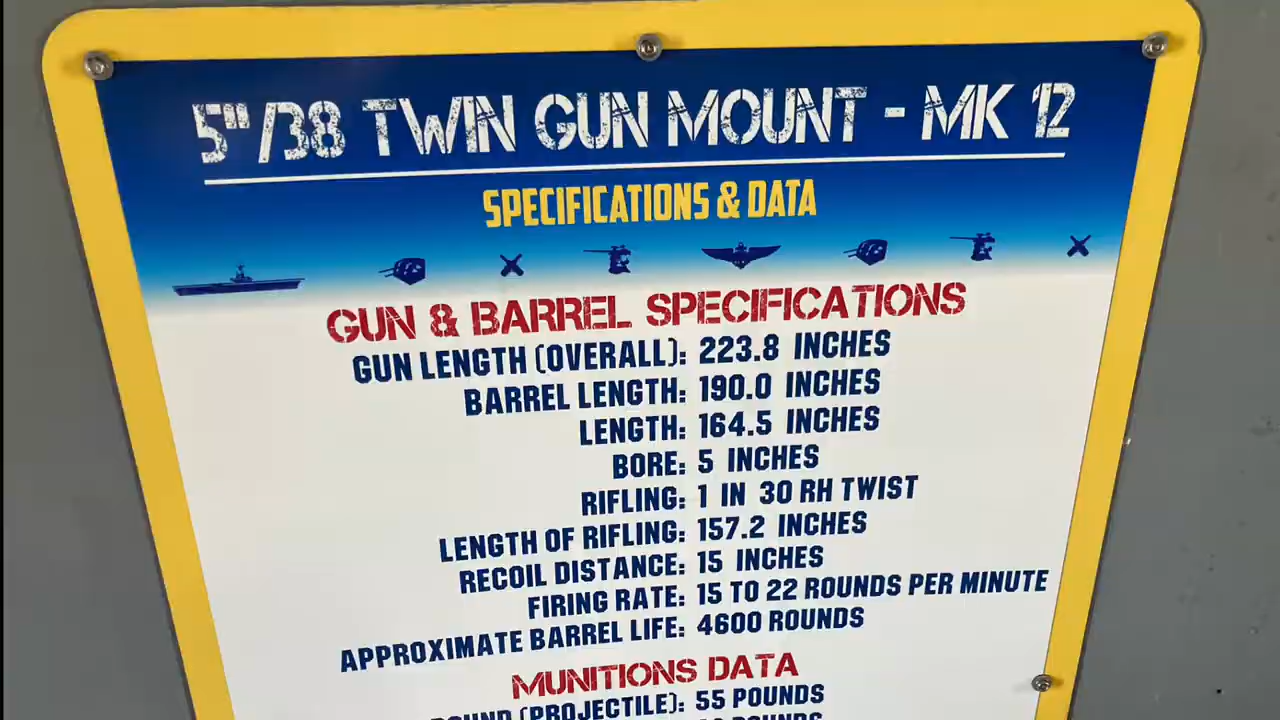 5"/38 TWIN GUN MOUNT - MK 12
SPECIFICATIONS & DATA
GUN & BARREL SPECIFICATIONS
GUN LENGTH (OVERALL): 223.8 INCHES
BARREL LENGTH: 190.0 INCHES
LENGTH: 164.5 INCHES
BORE: 5 INCHES
RIFLING: 1 IN 30 RH TWIST
LENGTH OF RIFLING: 157.2 INCHES
RECOIL DISTANCE: 15 INCHES
FIRING RATE: 15 TO 22 ROUNDS PER MINUTE
APPROXIMATE BARREL LIFE: 4600 ROUNDS
MUNITIONS DATA
(PROJECTILE): 55 POUNDS